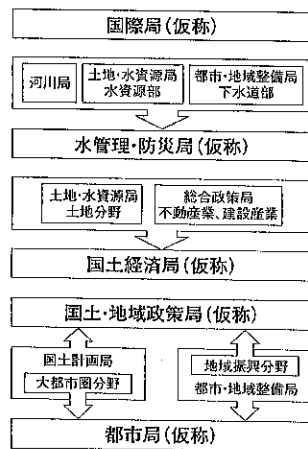 国際局(仮称)
河川局
土地・水資源局
水資源部
都市・地域整備局
下水道部
水管理・防災局(仮称)
土地・水資源局
土地分野
総合政策局
不動産業、建設産業
国土経済局(仮称)
国土・地域政策局(仮称)
国土計画局
大都市圏分野
地域振興分野
都市・地域整備局
都市局(仮称)